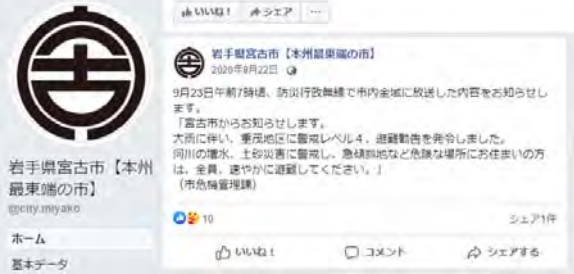 いいね!
シェア
…
岩手県宮古市【本州最東端の市】
2020年9月22日
9月23日午前7時頃、防災行政無線で市内全域に放送した内容をお知らせし
ます。
「宮古市からお知らせします。
大雨に伴い、重茂地区に警戒レベル4、避難勧告を発令しました。
河川の増水、土砂災害に警戒し、急傾斜地など危険な場所にお住まいの方
は、全員、速やかに避難してください。」
(市危機管理課)
10
シェア1件
いいね!
コメント
シェアする
岩手県宮古市【本州
最東端の市】
@city.miyako
ホーム
基本データ